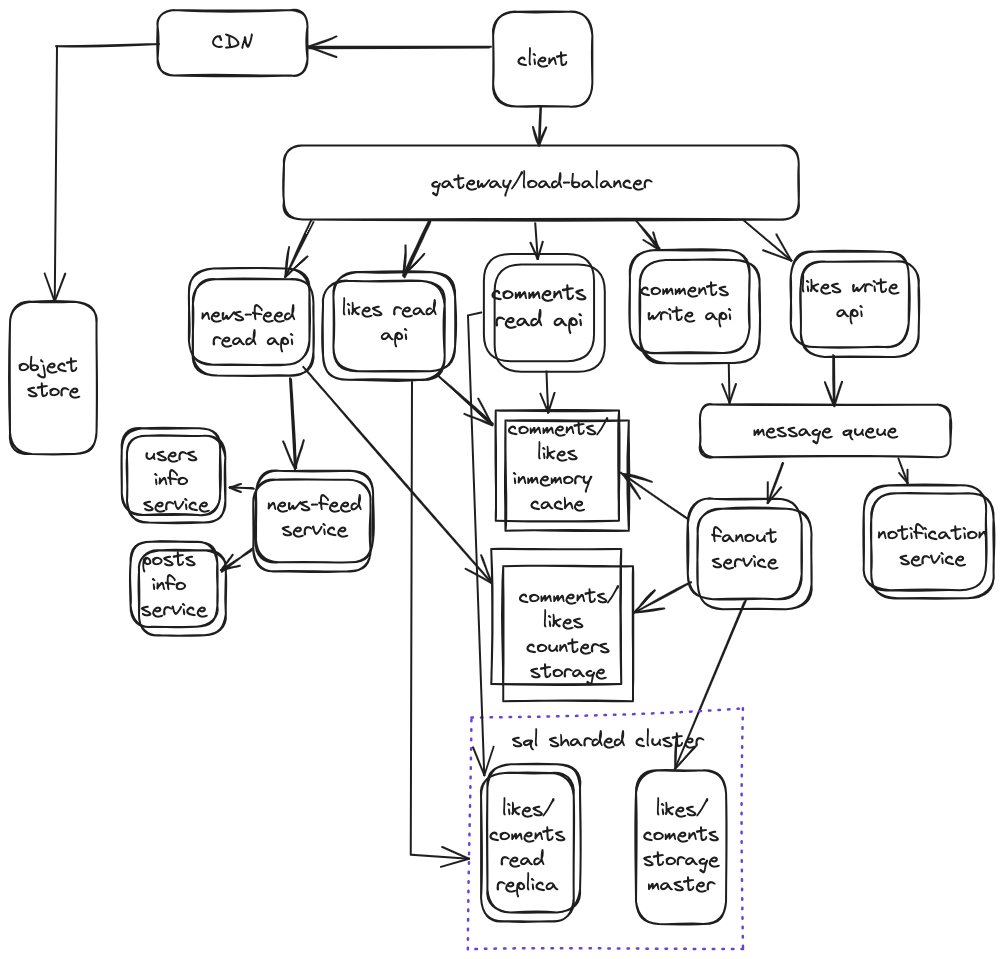 CDN
client
gateway/load-balancer
news-feed
read api
likes read
api
comments
read api
comments
write api
likes write
api
object
store
message queue
comments/
likes
inmemory
cache
users
info
service
news-feed
service
fanout
service
notification
service
posts
info
service
comments/
likes
counters
storage
sql sharded cluster
likes/
coments
read
replica
likes/
coments
storage
master